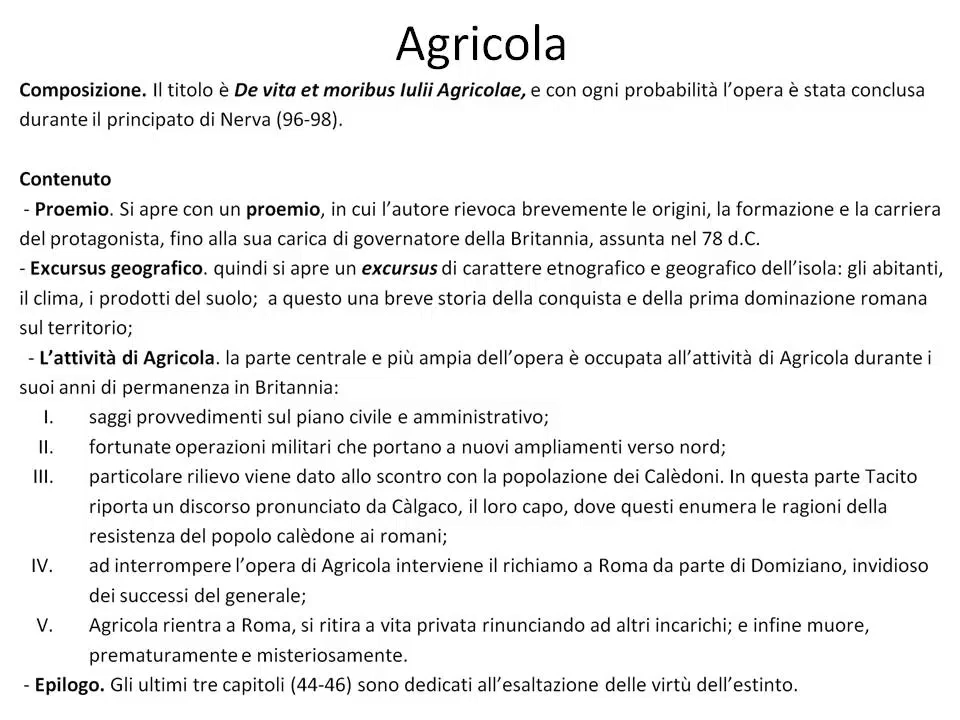 Agricola
Composizione. Il titolo è De vita et moribus Iulii Agricolae, e con ogni probabilità l'opera è stata conclusa
durante il principato di Nerva (96-98).
Contenuto
- Proemio. Si apre con un proemio, in cui l'autore rievoca brevemente le origini, la formazione e la carriera
del protagonista, fino alla sua carica di governatore della Britannia, assunta nel 78 d.C.
- Excursus geografico. quindi si apre un excursus di carattere etnografico e geografico dell'isola: gli abitanti,
il clima, i prodotti del suolo; a questo una breve storia della conquista e della prima dominazione romana
sul territorio;
- L'attività di Agricola. la parte centrale e più ampia dell'opera è occupata all'attività di Agricola durante i
suoi anni di permanenza in Britannia:
I. saggi provvedimenti sul piano civile e amministrativo;
II. fortunate operazioni militari che portano a nuovi ampliamenti verso nord;
III. particolare rilievo viene dato allo scontro con la popolazione dei Calèdoni. In questa parte Tacito
riporta un discorso pronunciato da Càlgaco, il loro capo, dove questi enumera le ragioni della
resistenza del popolo calèdone ai romani;
IV. ad interrompere l'opera di Agricola interviene il richiamo a Roma da parte di Domiziano, invidioso
dei successi del generale;
V. Agricola rientra a Roma, si ritira a vita privata rinunciando ad altri incarichi; e infine muore,
prematuramente e misteriosamente.
- Epilogo. Gli ultimi tre capitoli (44-46) sono dedicati all'esaltazione delle virtù dell'estinto.